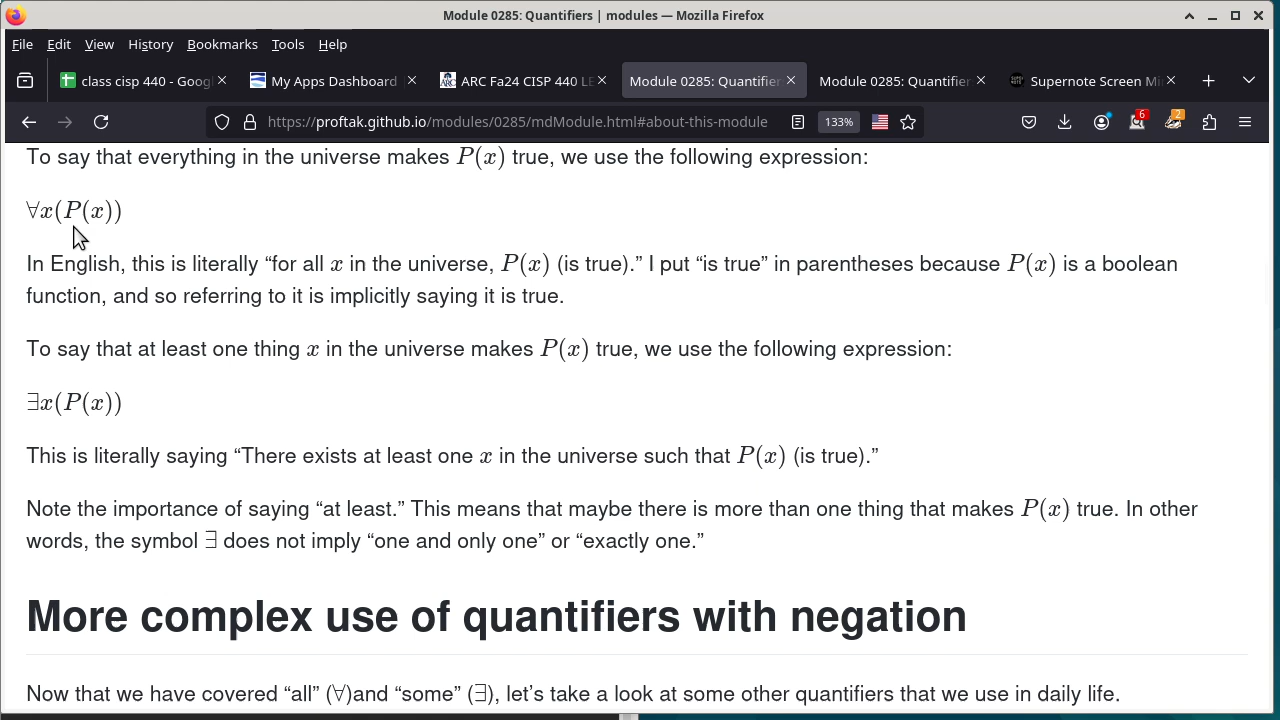 Module 0285: Quantifiers | modules — Mozilla Firefox
File Edit View History Bookmarks Tools Help
class cisp 440 - Googl
My Apps Dashboard
ARC Fa24 CISP 440 LE
Module 0285: Quantifier
Module 0285: Quantifier
Supernote Screen Mi
https://proftak.github.io/modules/0285/mdModule.html#about-this-module
133%
6
2
To say that everything in the universe makes P(x) true, we use the following expression:
∀x(P(x))
In English, this is literally “for all x in the universe, P(x) (is true).” I put “is true” in parentheses because P(x) is a boolean
function, and so referring to it is implicitly saying it is true.
To say that at least one thing x in the universe makes P(x) true, we use the following expression:
∃x(P(x))
This is literally saying “There exists at least one x in the universe such that P(x) (is true).”
Note the importance of saying “at least.” This means that maybe there is more than one thing that makes P(x) true. In other
words, the symbol ∃ does not imply “one and only one” or “exactly one.”
More complex use of quantifiers with negation
Now that we have covered “all” (∀)and “some” (∃), let’s take a look at some other quantifiers that we use in daily life.